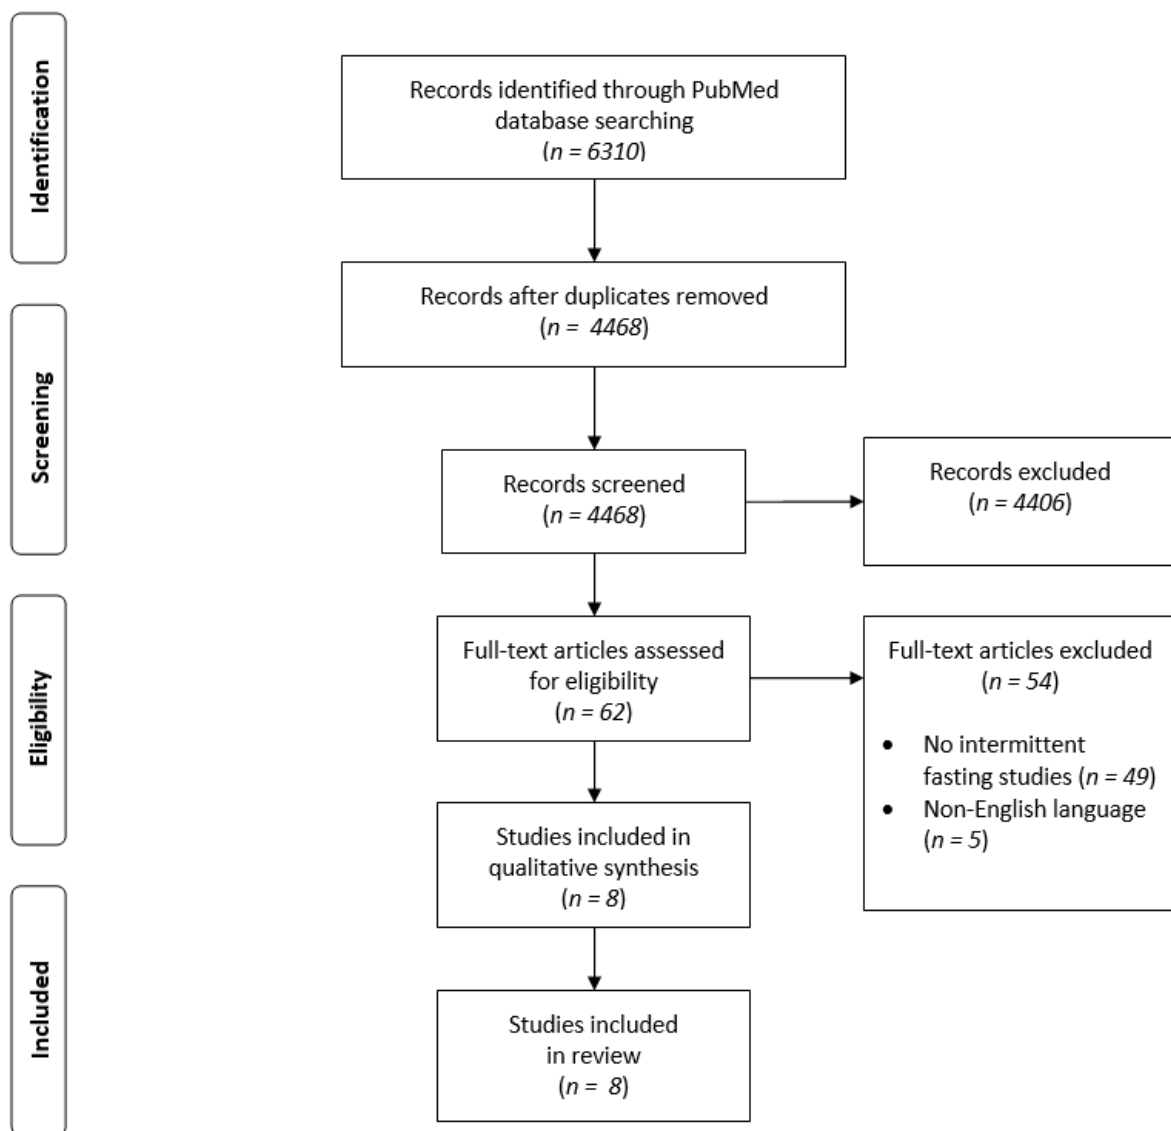 Identification
Records identified through PubMed
database searching
(n = 6310)
Records after duplicates removed
(n = 4468)
Screening
Records screened
(n = 4468)
Records excluded
(n = 4406)
Eligibility
Full-text articles assessed
for eligibility
(n = 62)
Full-text articles excluded
(n = 54)
• No intermittent
fasting studies (n = 49)
• Non-English language
(n = 5)
Studies included in
qualitative synthesis
(n = 8)
Included
Studies included
in review
(n = 8)